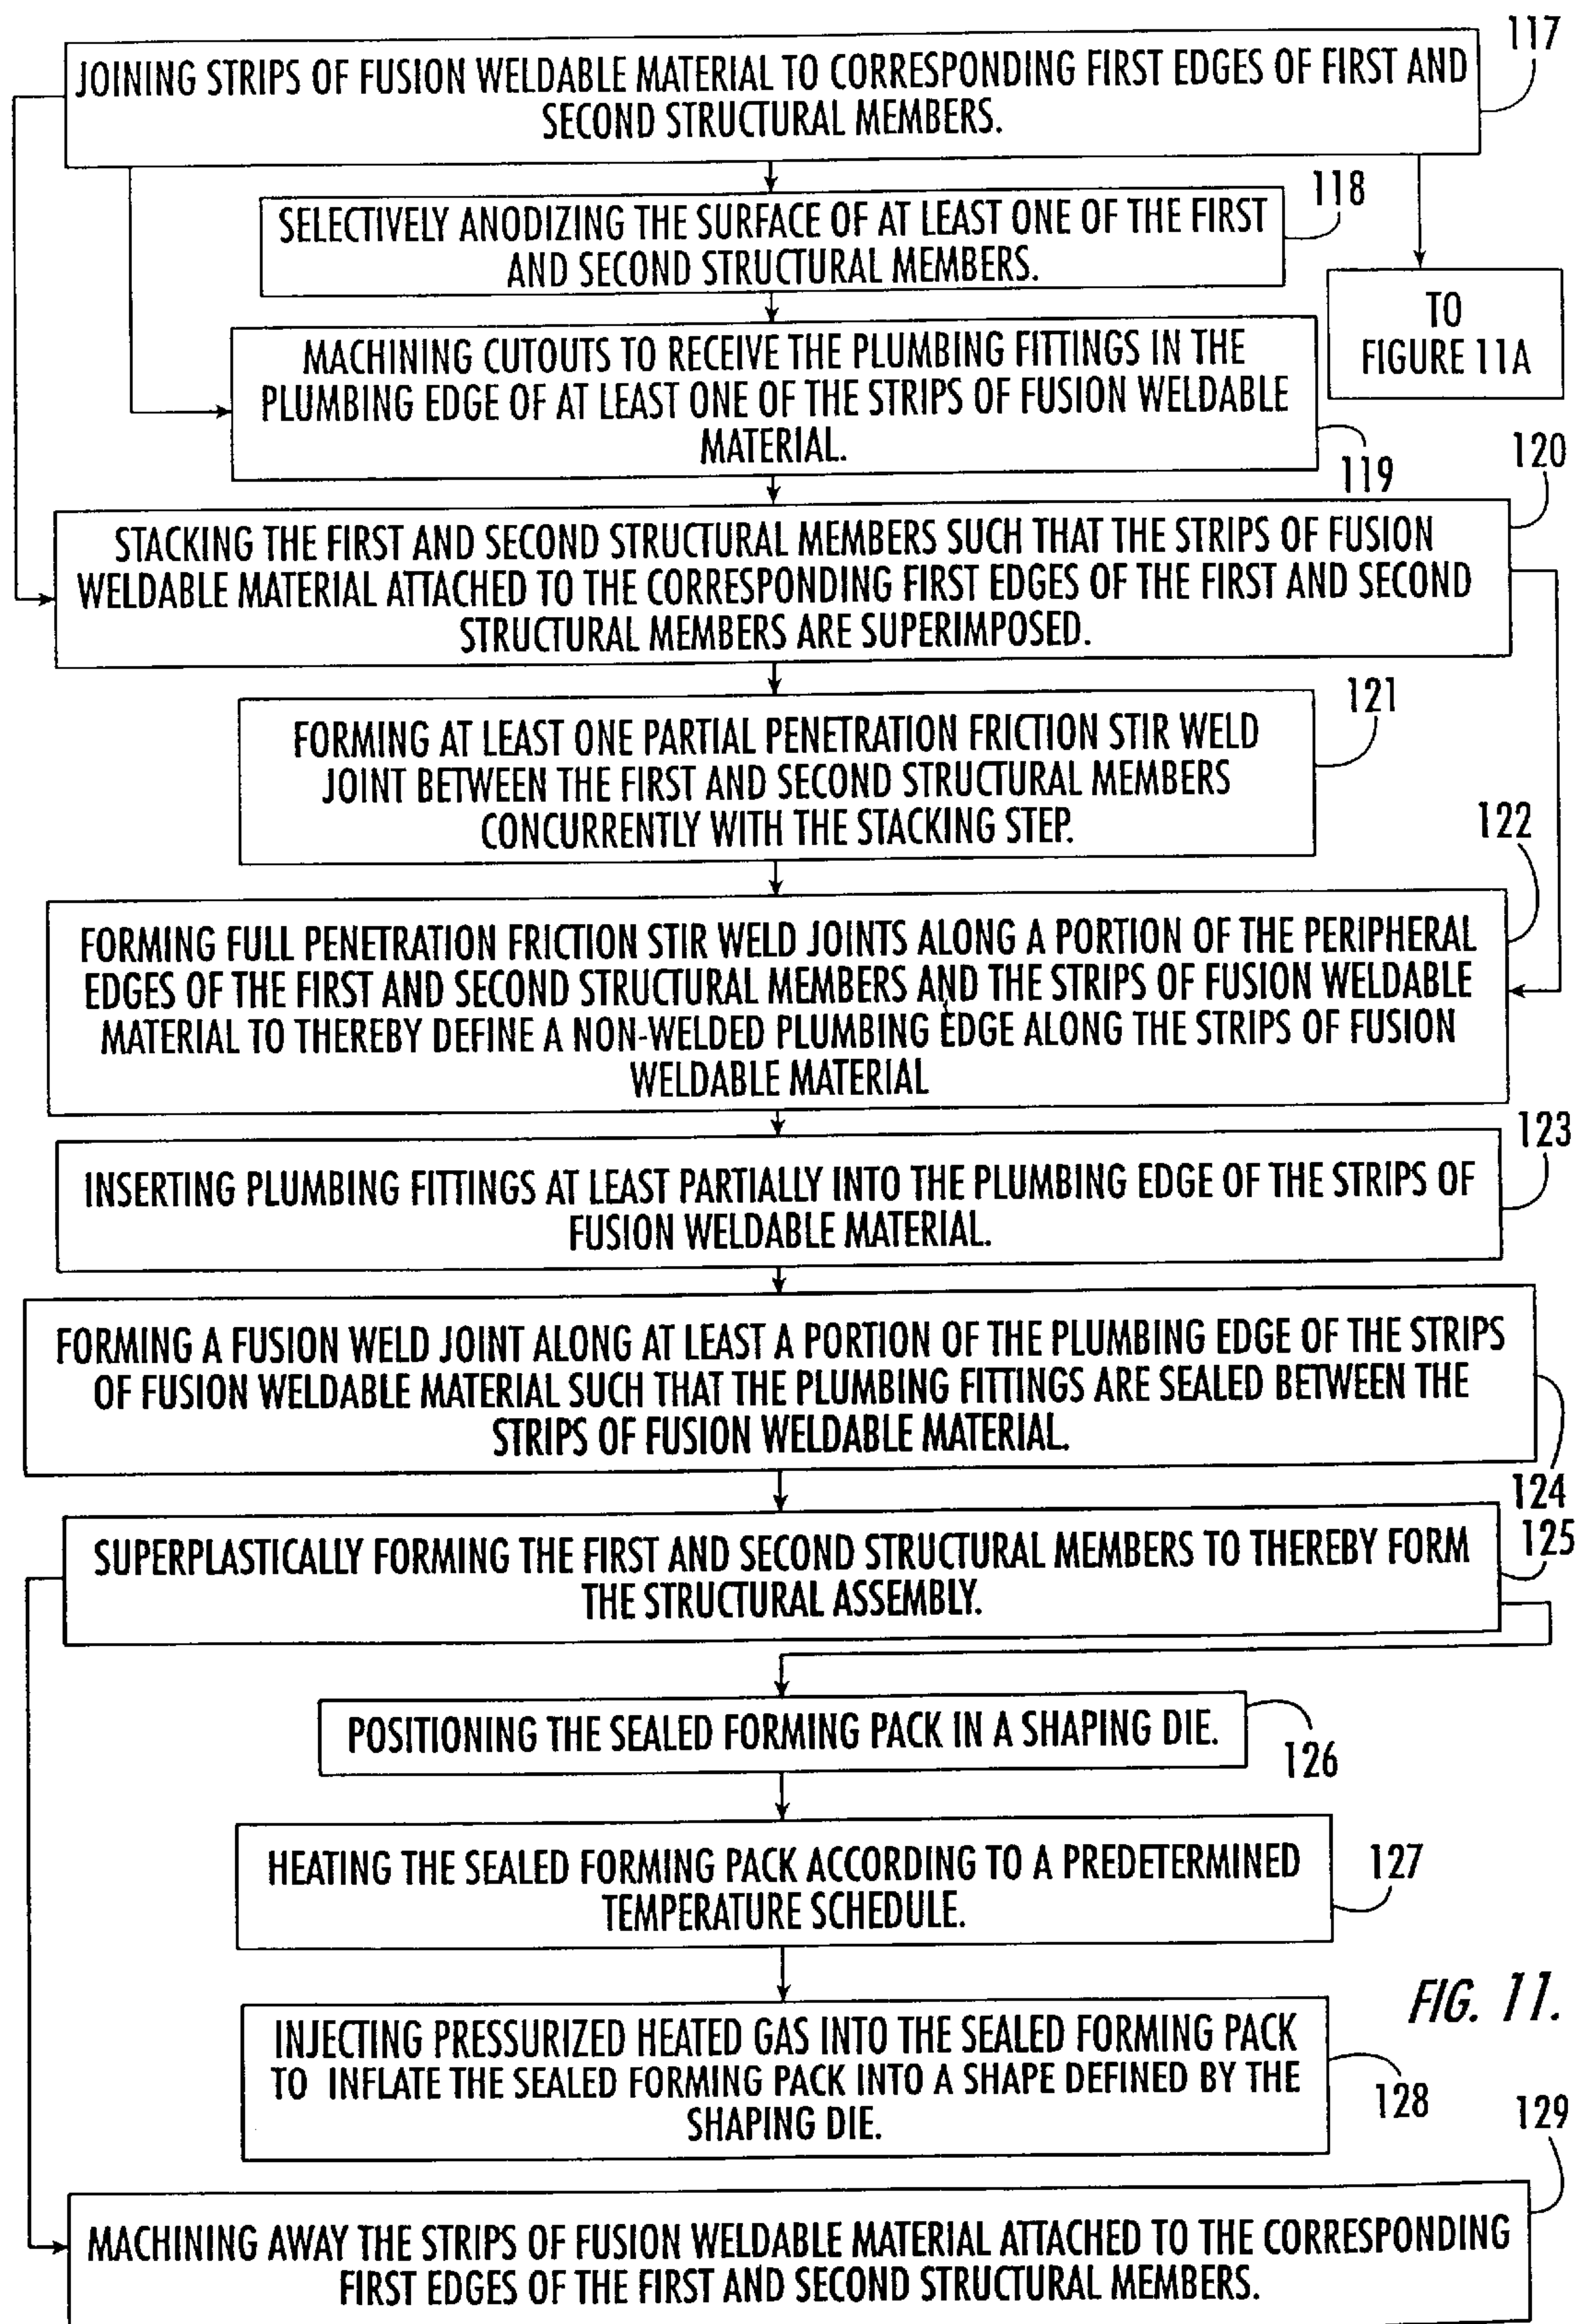 117
JOINING STRIPS OF FUSION WELDABLE MATERIAL TO CORRESPONDING FIRST EDGES OF FIRST AND
SECOND STRUCTURAL MEMBERS.
118
SELECTIVELY ANODIZING THE SURFACE OF AT LEAST ONE OF THE FIRST
AND SECOND STRUCTURAL MEMBERS.
TO
FIGURE 11A
MACHINING CUTOUTS TO RECEIVE THE PLUMBING FITTINGS IN THE
PLUMBING EDGE OF AT LEAST ONE OF THE STRIPS OF FUSION WELDABLE
MATERIAL.
119
120
STACKING THE FIRST AND SECOND STRUCTURAL MEMBERS SUCH THAT THE STRIPS OF FUSION
WELDABLE MATERIAL ATTACHED TO THE CORRESPONDING FIRST EDGES OF THE FIRST AND SECOND
STRUCTURAL MEMBERS ARE SUPERIMPOSED.
121
FORMING AT LEAST ONE PARTIAL PENETRATION FRICTION STIR WELD
JOINT BETWEEN THE FIRST AND SECOND STRUCTURAL MEMBERS
CONCURRENTLY WITH THE STACKING STEP.
122
FORMING FULL PENETRATION FRICTION STIR WELD JOINTS ALONG A PORTION OF THE PERIPHERAL
EDGES OF THE FIRST AND SECOND STRUCTURAL MEMBERS AND THE STRIPS OF FUSION WELDABLE
MATERIAL TO THEREBY DEFINE A NON-WELDED PLUMBING EDGE ALONG THE STRIPS OF FUSION
WELDABLE MATERIAL
123
INSERTING PLUMBING FITTINGS AT LEAST PARTIALLY INTO THE PLUMBING EDGE OF THE STRIPS OF
FUSION WELDABLE MATERIAL.
FORMING A FUSION WELD JOINT ALONG AT LEAST A PORTION OF THE PLUMBING EDGE OF THE STRIPS
OF FUSION WELDABLE MATERIAL SUCH THAT THE PLUMBING FITTINGS ARE SEALED BETWEEN THE
STRIPS OF FUSION WELDABLE MATERIAL.
124
125
SUPERPLASTICALLY FORMING THE FIRST AND SECOND STRUCTURAL MEMBERS TO THEREBY FORM
THE STRUCTURAL ASSEMBLY.
POSITIONING THE SEALED FORMING PACK IN A SHAPING DIE.
126
HEATING THE SEALED FORMING PACK ACCORDING TO A PREDETERMINED
TEMPERATURE SCHEDULE.
127
FIG. 11.
INJECTING PRESSURIZED HEATED GAS INTO THE SEALED FORMING PACK
TO INFLATE THE SEALED FORMING PACK INTO A SHAPE DEFINED BY THE
SHAPING DIE.
128
129
MACHINING AWAY THE STRIPS OF FUSION WELDABLE MATERIAL ATTACHED TO THE CORRESPONDING
FIRST EDGES OF THE FIRST AND SECOND STRUCTURAL MEMBERS.